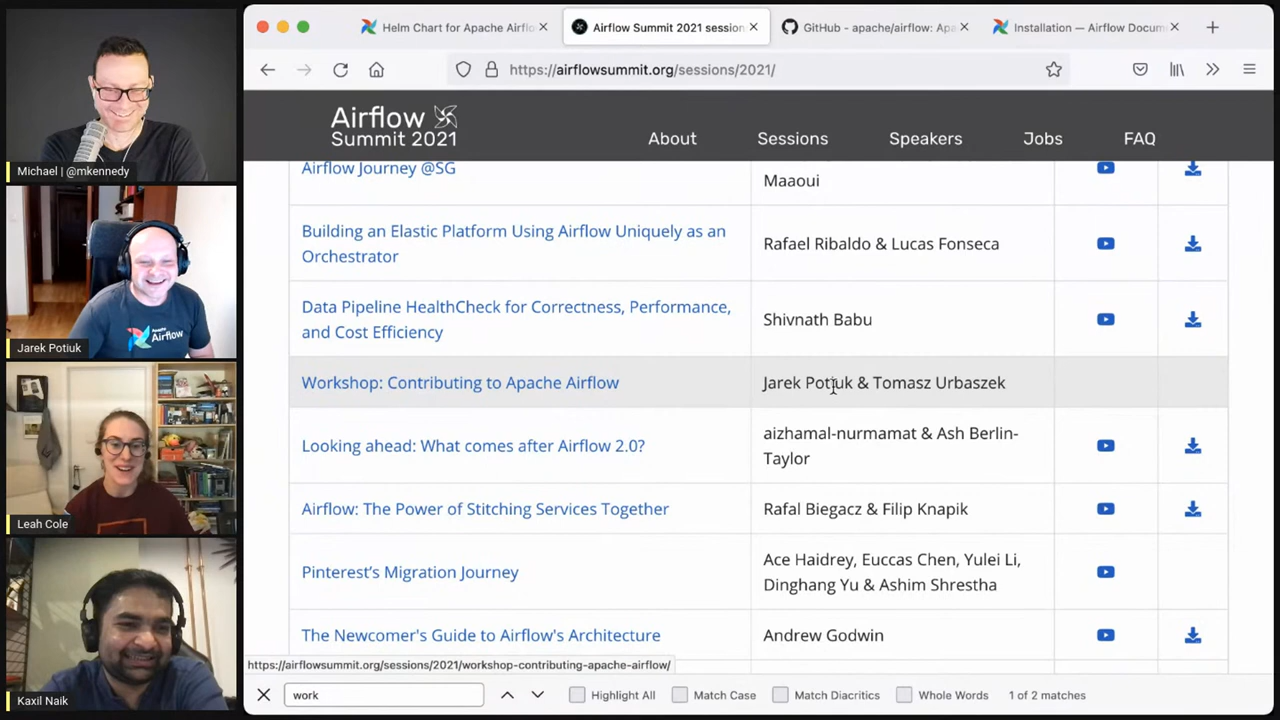 Michael | @mkennedy
Apache
Airflow
Jarek Potiuk
Leah Cole
Kaxil Naik
Helm Chart for Apache Airflo
Airflow Summit 2021 session
GitHub - apache/airflow: Apa
Installation — Airflow Docum
https://airflowsummit.org/sessions/2021/
Airflow
Summit 2021
About
Sessions
Speakers
Jobs
FAQ
Airflow Journey @SG
Maaoui
Building an Elastic Platform Using Airflow Uniquely as an
Orchestrator
Rafael Ribaldo & Lucas Fonseca
Data Pipeline HealthCheck for Correctness, Performance,
and Cost Efficiency
Shivnath Babu
Workshop: Contributing to Apache Airflow
Jarek Potiuk & Tomasz Urbaszek
Looking ahead: What comes after Airflow 2.0?
aizhamal-nurmamat & Ash Berlin-
Taylor
Airflow: The Power of Stitching Services Together
Rafal Biegacz & Filip Knapik
Pinterest’s Migration Journey
Ace Haidrey, Euccas Chen, Yulei Li,
Dinghang Yu & Ashim Shrestha
The Newcomer's Guide to Airflow's Architecture
Andrew Godwin
https://airflowsummit.org/sessions/2021/workshop-contributing-apache-airflow/
work
Highlight All
Match Case
Match Diacritics
Whole Words
1 of 2 matches